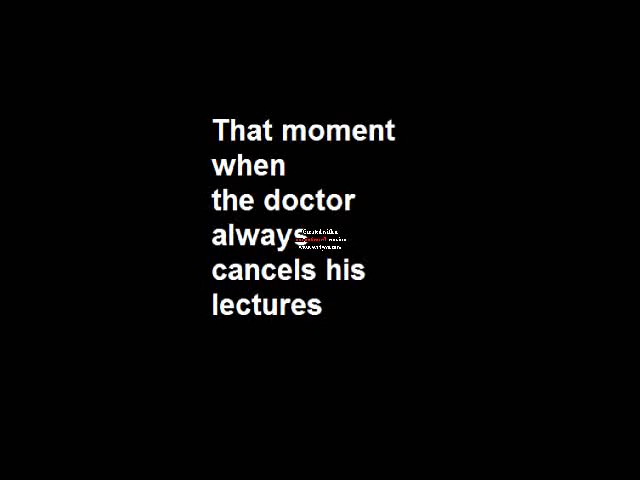 That moment
when
the doctor
always
cancels his
lectures